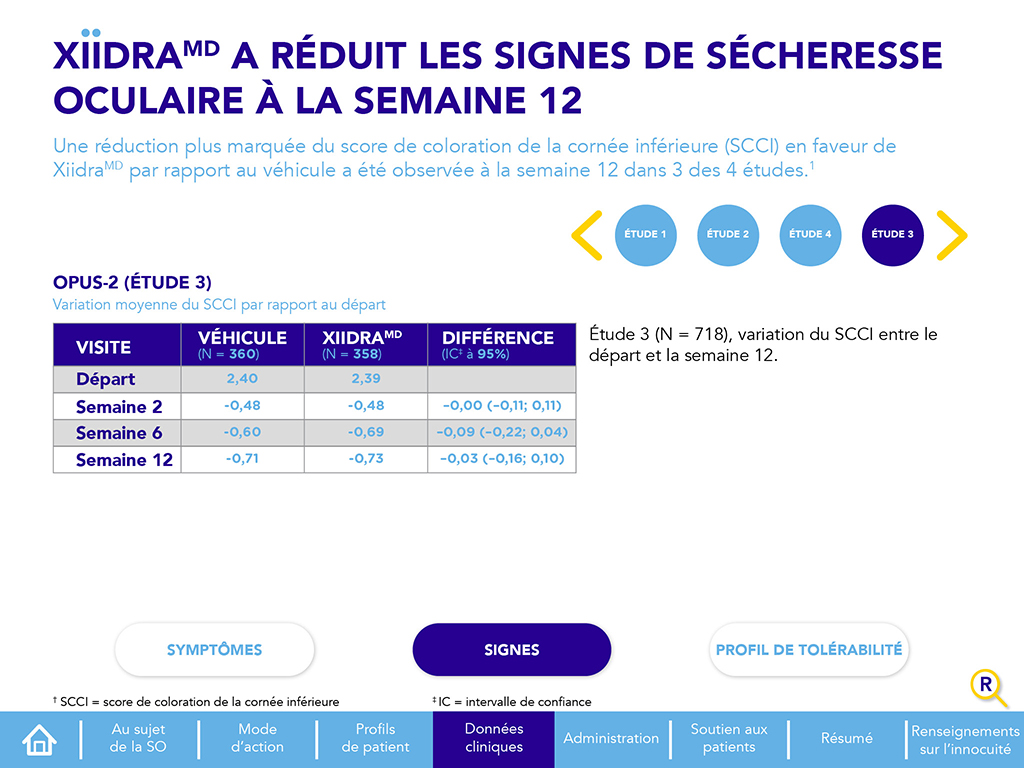 XIIDRAMD A RÉDUIT LES SIGNES DE SÉCHERESSE
OCULAIRE À LA SEMAINE 12
Une réduction plus marquée du score de coloration de la cornée inférieure (SCCI) en faveur de
XiidraMD par rapport au véhicule a été observée à la semaine 12 dans 3 des 4 études.1
ÉTUDE 1 ÉTUDE 2 ÉTUDE 4 ÉTUDE 3
OPUS-2 (ÉTUDE 3)
Variation moyenne du SCCI par rapport au départ
VISITE VÉHICULE (N = 360) XIIDRAMD (N = 358) DIFFÉRENCE (IC‡ à 95%)
Départ 2,40 2,39
Semaine 2 -0,48 -0,48 –0,00 (–0,11; 0,11)
Semaine 6 -0,60 -0,69 –0,09 (–0,22; 0,04)
Semaine 12 -0,71 -0,73 –0,03 (–0,16; 0,10)
Étude 3 (N = 718), variation du SCCI entre le
départ et la semaine 12.
SYMPTÔMES SIGNES PROFIL DE TOLÉRABILITÉ
R
† SCCI = score de coloration de la cornée inférieure ‡ IC = intervalle de confiance
Au sujet
de la SO
Mode
d’action
Profils
de patient
Données
cliniques
Administration
Soutien aux
patients
Résumé
Renseignements
sur l’innocuité